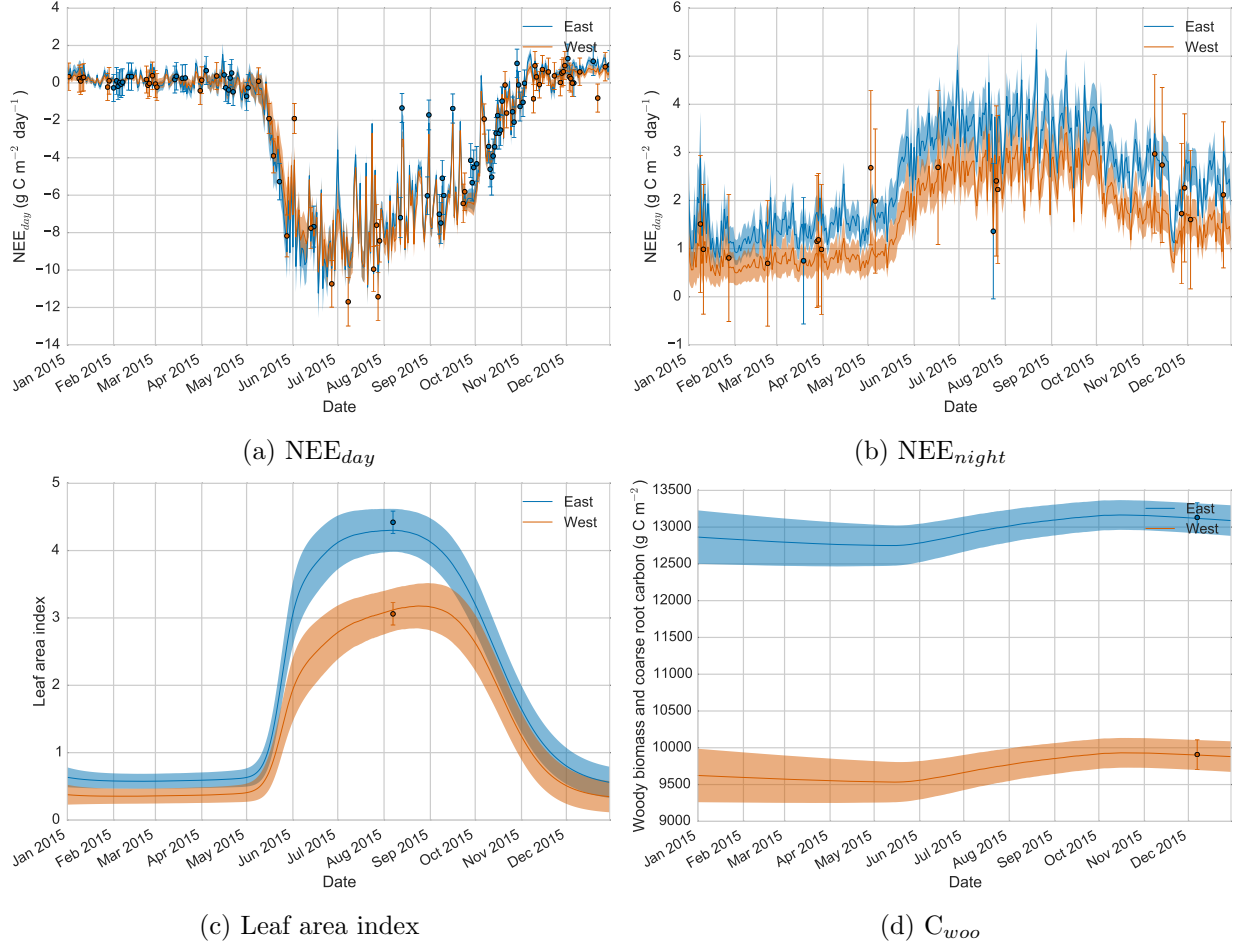 4
2
0
−2
−4
−6
−8
−10
−12
−14
NEE_day (g C m⁻² day⁻¹)
East
West
Jan 2015 Feb 2015 Mar 2015 Apr 2015 May 2015 Jun 2015 Jul 2015 Aug 2015 Sep 2015 Oct 2015 Nov 2015 Dec 2015
Date
(a) NEE_day
6
5
4
3
2
1
0
−1
NEE_day (g C m⁻² day⁻¹)
East
West
Jan 2015 Feb 2015 Mar 2015 Apr 2015 May 2015 Jun 2015 Jul 2015 Aug 2015 Sep 2015 Oct 2015 Nov 2015 Dec 2015
Date
(b) NEE_night
5
4
3
2
1
0
Leaf area index
East
West
Jan 2015 Feb 2015 Mar 2015 Apr 2015 May 2015 Jun 2015 Jul 2015 Aug 2015 Sep 2015 Oct 2015 Nov 2015 Dec 2015
Date
(c) Leaf area index
13500
13000
12500
12000
11500
11000
10500
10000
9500
9000
Woody biomass and coarse root carbon (g C m⁻²)
East
West
Jan 2015 Feb 2015 Mar 2015 Apr 2015 May 2015 Jun 2015 Jul 2015 Aug 2015 Sep 2015 Oct 2015 Nov 2015 Dec 2015
Date
(d) C_woo